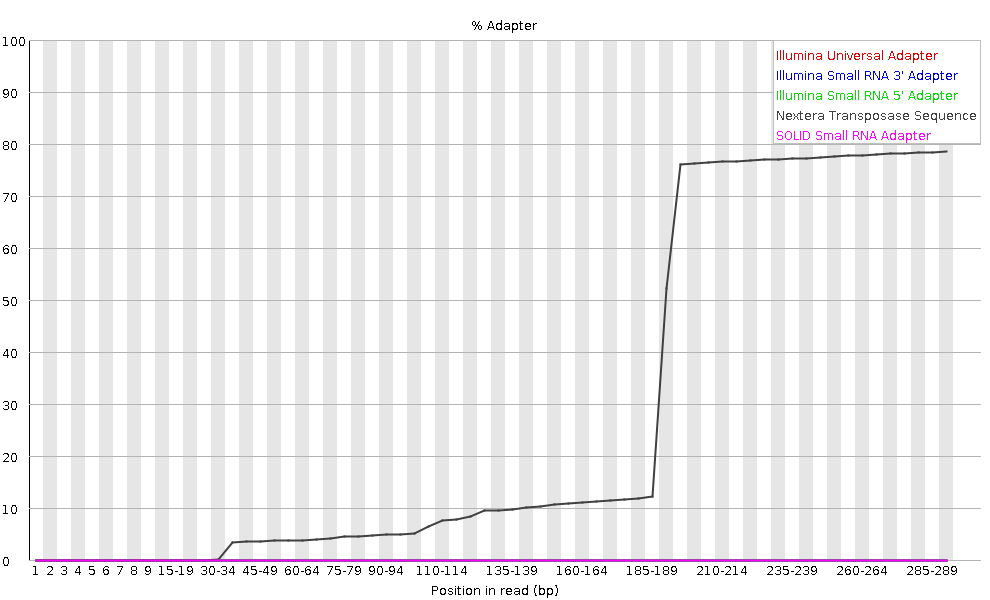 % Adapter
100
90
80
70
60
50
40
30
20
10
0
Illumina Universal Adapter
Illumina Small RNA 3' Adapter
Illumina Small RNA 5' Adapter
Nextera Transposase Sequence
SOLID Small RNA Adapter
1 2 3 4 5 6 7 8 9 15-19 30-34 45-49 60-64 75-79 90-94 110-114 135-139 160-164 185-189 210-214 235-239 260-264 285-289
Position in read (bp)